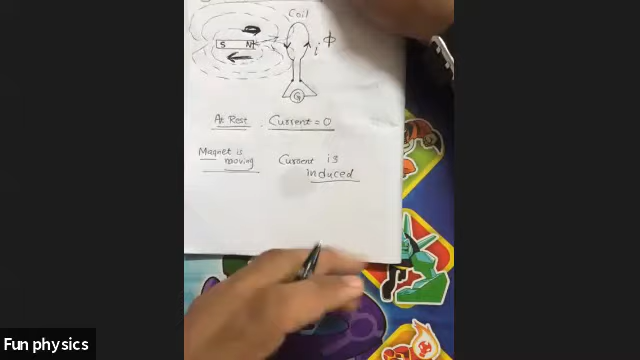 Coil
S N
i Φ
G
At Rest. Current = 0
Magnet is moving
Current is induced
Fun physics